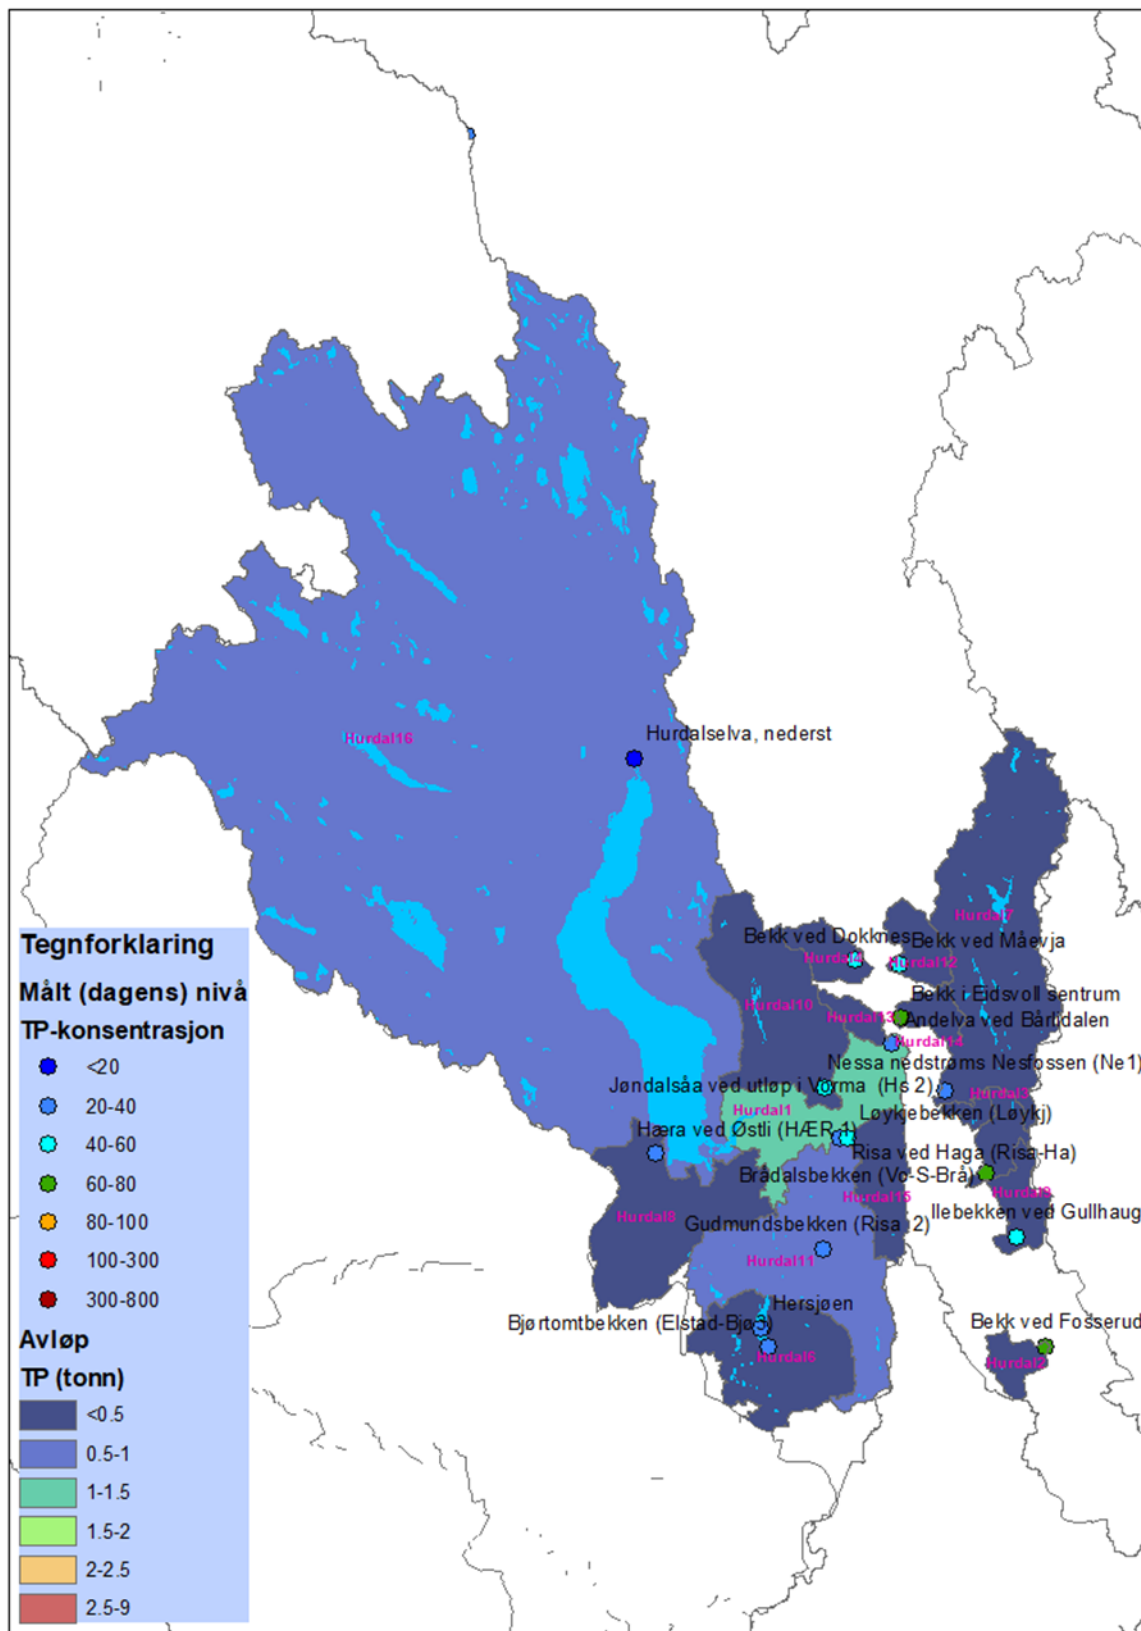 Hurdalselva, nederst
Hurdal16
Hurdal7
Bekk ved Dokknes
Bekk ved Måevja
Hurdal4
Hurdal12
Bekk i Eidsvoll sentrum
Hurdal10
Hurdal13
Andelva ved Bårlidalen
Hurdal14
Nessa nedstrøms Nesfossen (Ne1)
Jøndalsåa ved utløp i Vorma (Hs 2)
Hurdal3
Hurdal1
Løykjebekken (Løykj)
Hæra ved Østli (HÆR 1)
Risa ved Haga (Risa-Ha)
Brådalsbekken (Vo-S-Brå)
Hurdal15
Hurdal9
Ilebekken ved Gullhaug
Hurdal8
Gudmundsbekken (Risa 2)
Hurdal11
Hersjøen
Bjørtomtbekken (Elstad-Bjø3)
Hurdal6
Bekk ved Fosserud
Hurdal2
Tegnforklaring
Målt (dagens) nivå
TP-konsentrasjon
<20
20-40
40-60
60-80
80-100
100-300
300-800
Avløp
TP (tonn)
<0.5
0.5-1
1-1.5
1.5-2
2-2.5
2.5-9